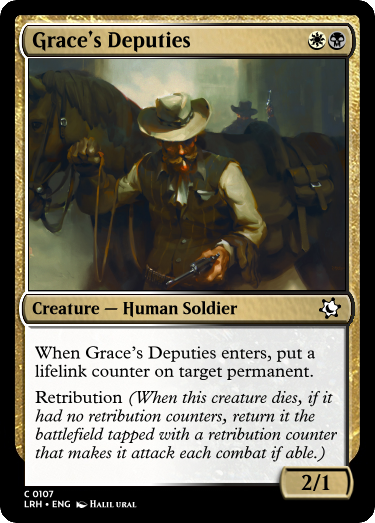 Grace's Deputies
Creature — Human Soldier
When Grace's Deputies enters, put a
lifelink counter on target permanent.
Retribution (When this creature dies, if it
had no retribution counters, return it the
battlefield tapped with a retribution counter
that makes it attack each combat if able.)
2/1
C 0107
LRH • ENG Halil Ural